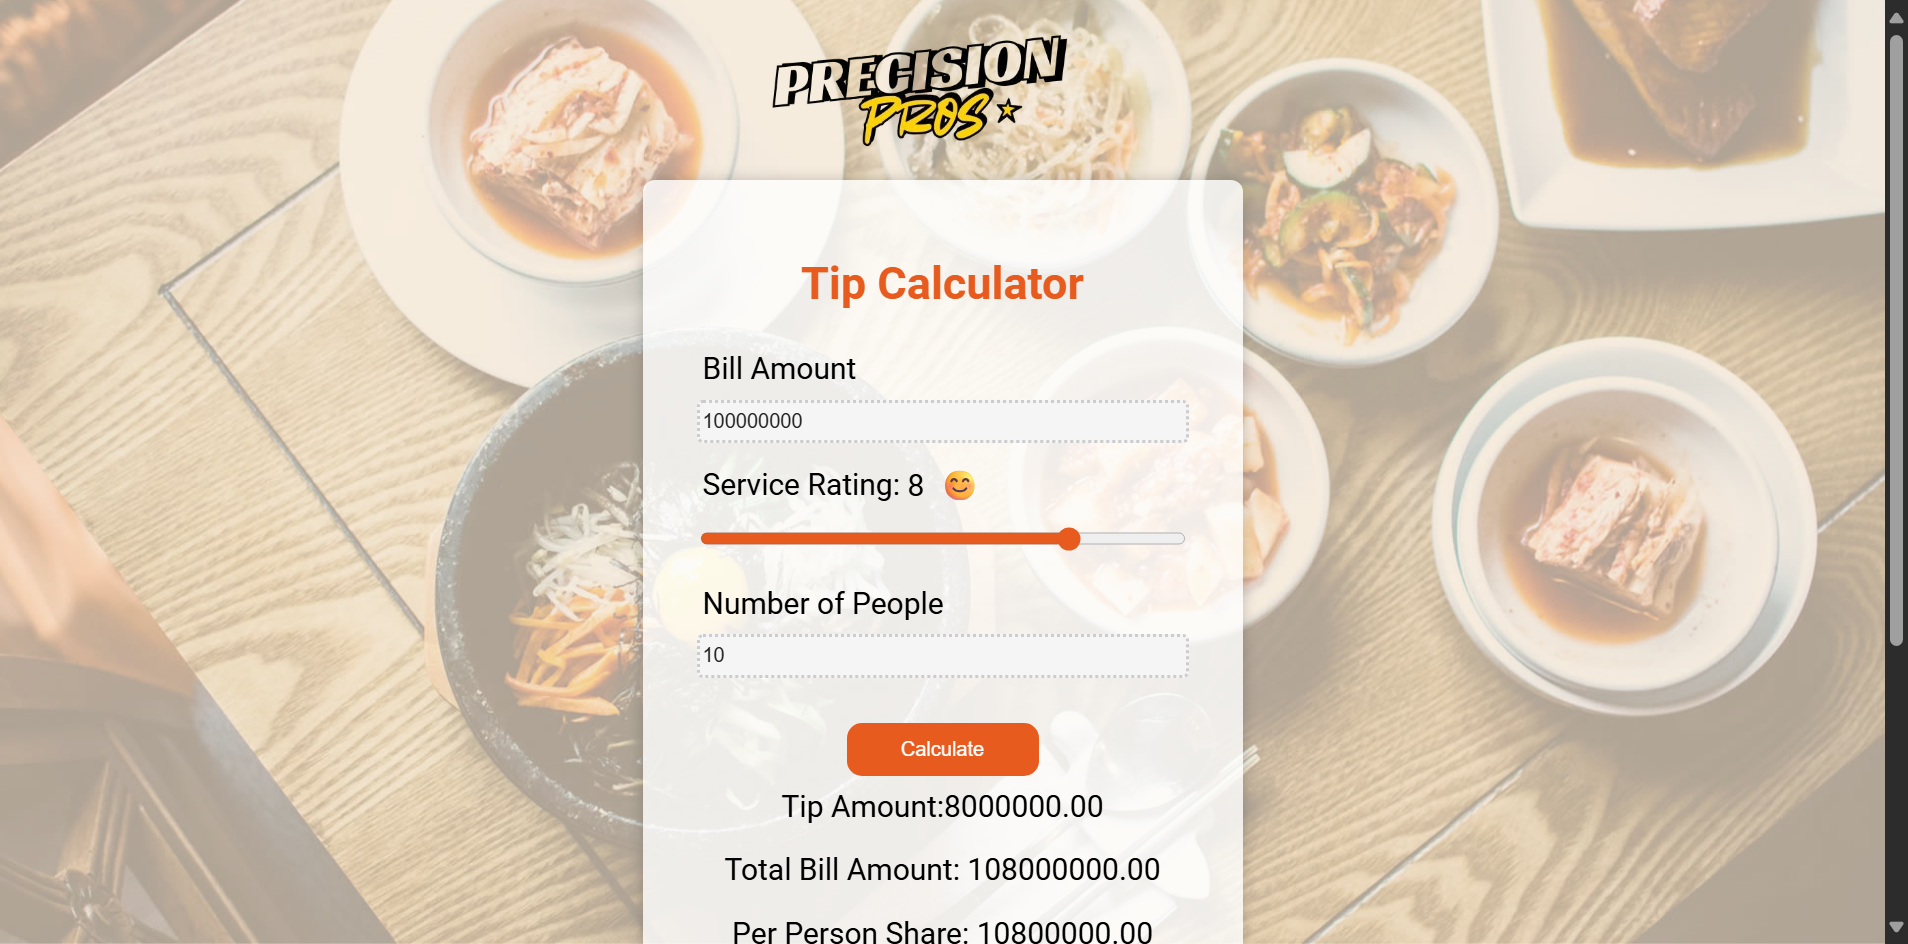 PRECISION
PROS
Tip Calculator
Bill Amount
100000000
Service Rating: 8 😊
Number of People
10
Calculate
Tip Amount:8000000.00
Total Bill Amount: 108000000.00
Per Person Share: 10800000.00